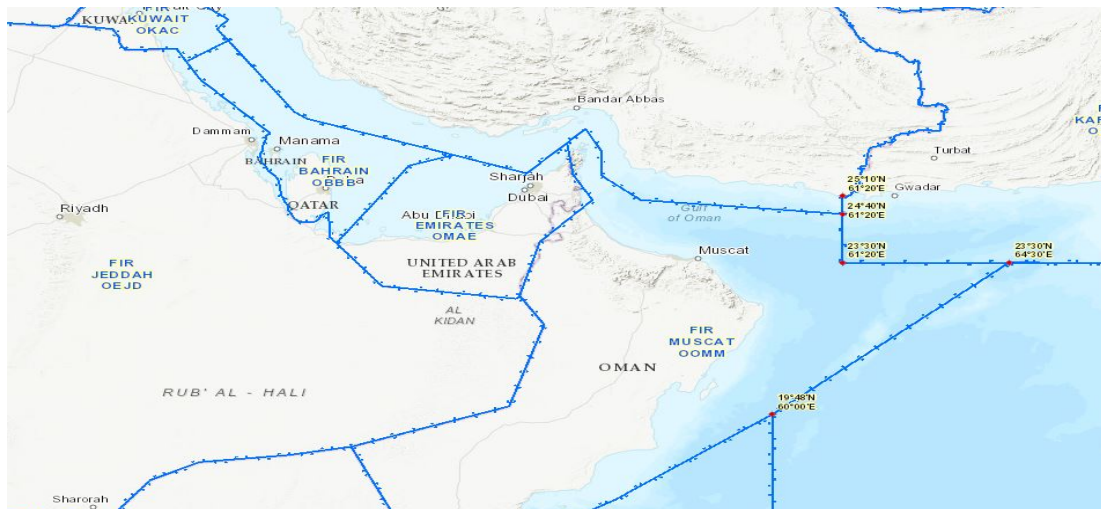 FIR
KUWAIT
OKAC
Bandar Abbas
Dammam
Manama
BAHRAIN
FIR
BAHRAIN
OBBB
QATAR
Riyadh
Sharjah
Dubai
Abu
FIR
EMIRATES
OMAE
UNITED ARAB
EMIRATES
Gulf
of Oman
Muscat
25°10'N
61°20'E
24°40'N
61°20'E
Gwadar
Turbat
23°30'N
61°20'E
23°30'N
64°30'E
FIR
JEDDAH
OEJD
AL
KIDAN
FIR
MUSCAT
OOMM
OMAN
19°48'N
60°00'E
RUB' AL - HALI
Sharorah